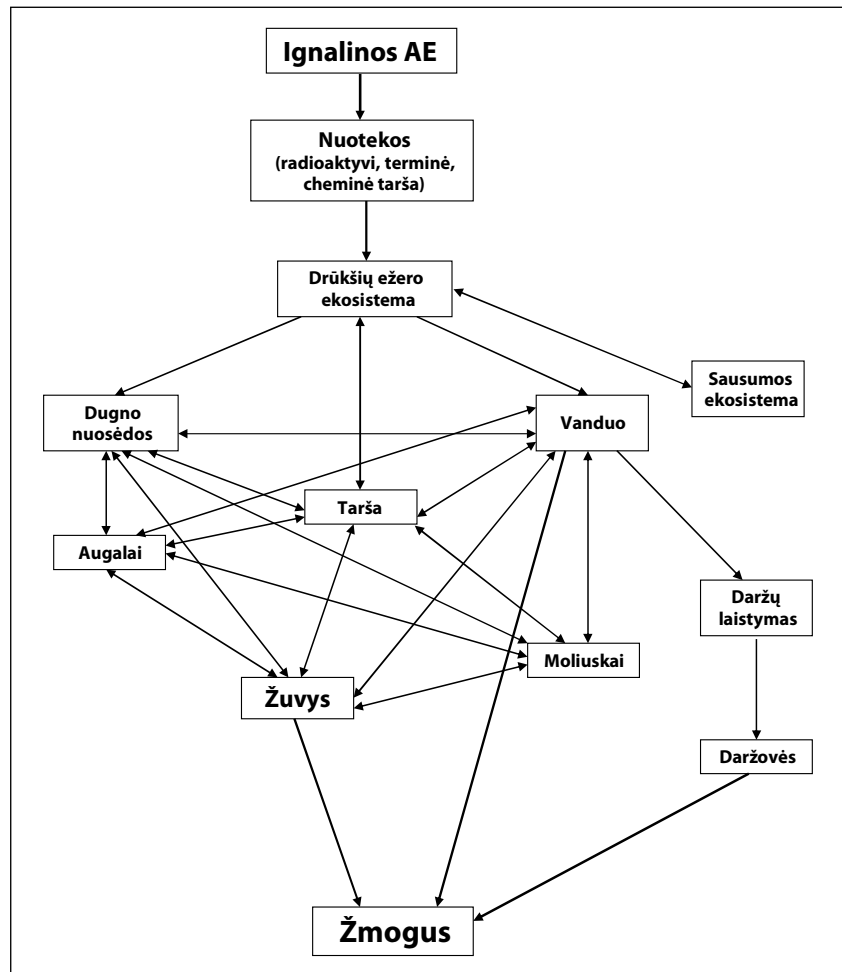 Ignalinos AE
Nuotekos
(radioaktyvi, terminė,
cheminė tarša)
Drūkšių ežero
ekosistema
Sausumos
ekosistema
Dugno
nuosėdos
Vanduo
Tarša
Augalai
Daržų
laistymas
Moliuskai
Žuvys
Daržovės
Žmogus